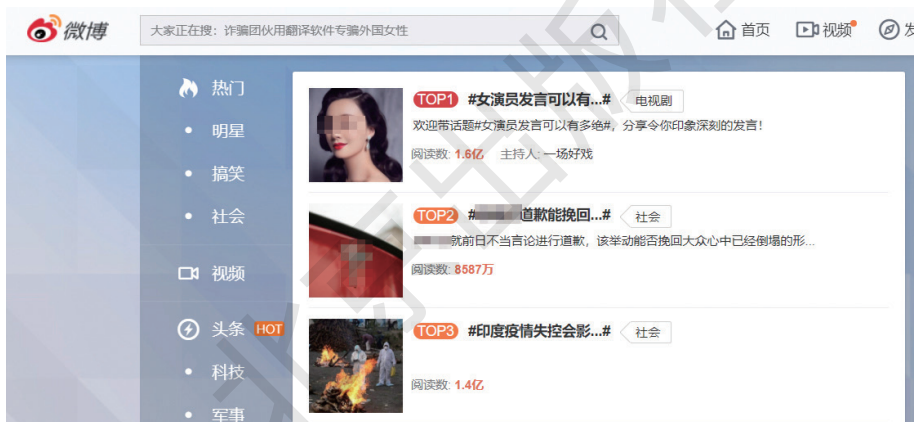 微博
大家正在搜：诈骗团伙用翻译软件专骗外国女性
首页
视频
热门
明星
搞笑
社会
视频
头条 HOT
科技
军事
TOP1 #女演员发言可以有...# 电视剧
欢迎带话题#女演员发言可以有多绝#，分享令你印象深刻的发言！
阅读数: 1.6亿 主持人: 一场好戏
TOP2 # 道歉能挽回...# 社会
就前日不当言论进行道歉，该举动能否挽回大众心中已经倒塌的形...
阅读数: 8587万
TOP3 #印度疫情失控会影...# 社会
阅读数: 1.4亿